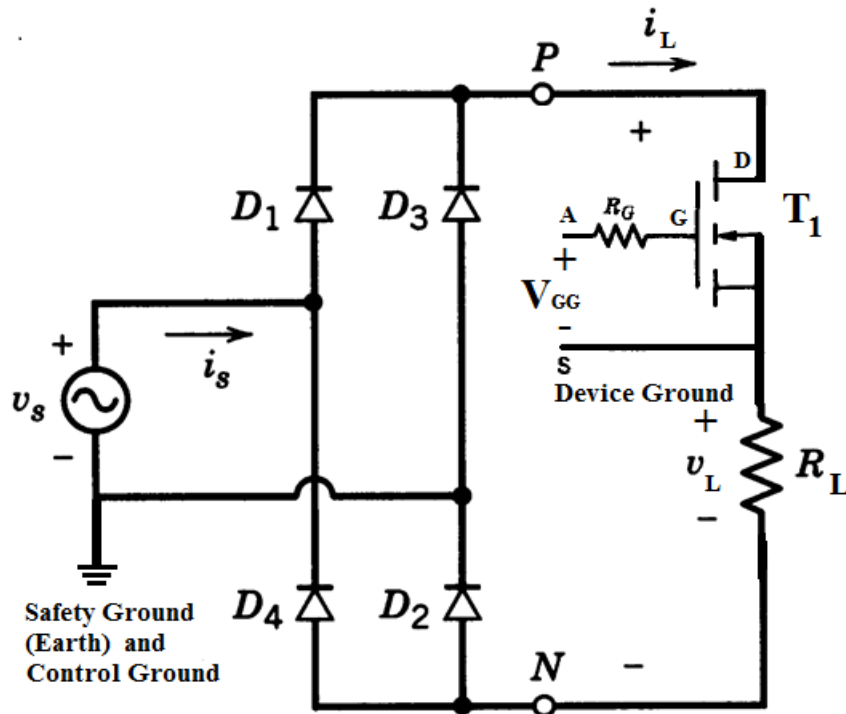 i_L
P
+
D
D_1
D_3
A
R_G
G
T_1
+
V_GG
-
+
i_s
v_s
S
Device Ground
-
+
v_L
R_L
-
Safety Ground
(Earth) and
Control Ground
D_4
D_2
N
-